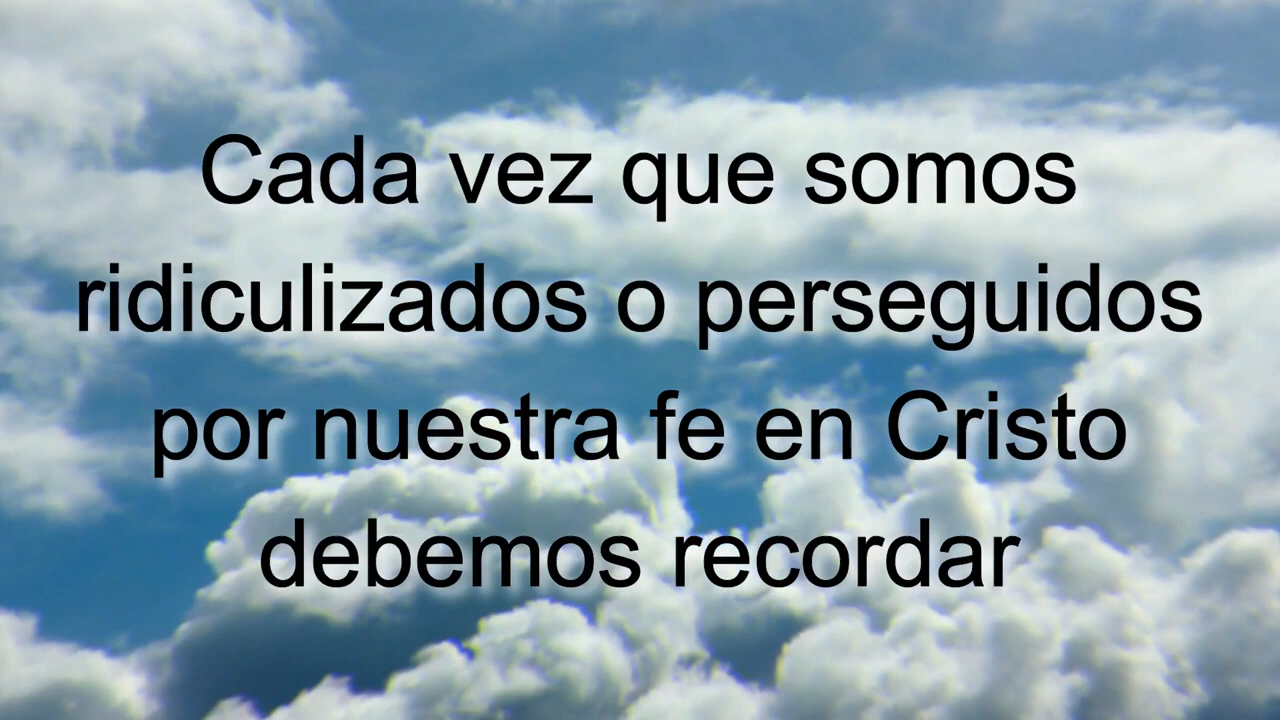 Cada vez que somos
ridiculizados o perseguidos
por nuestra fe en Cristo
debemos recordar